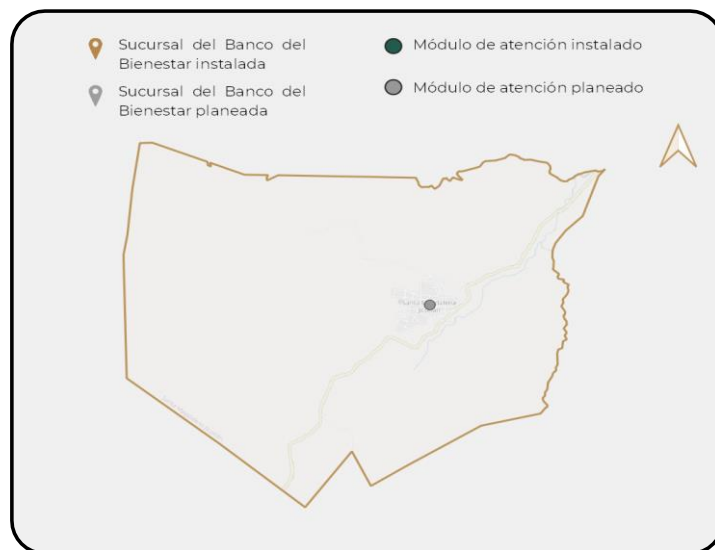 Sucursal del Banco del
Bienestar instalada
Sucursal del Banco del
Bienestar planeada
Módulo de atención instalado
Módulo de atención planeado